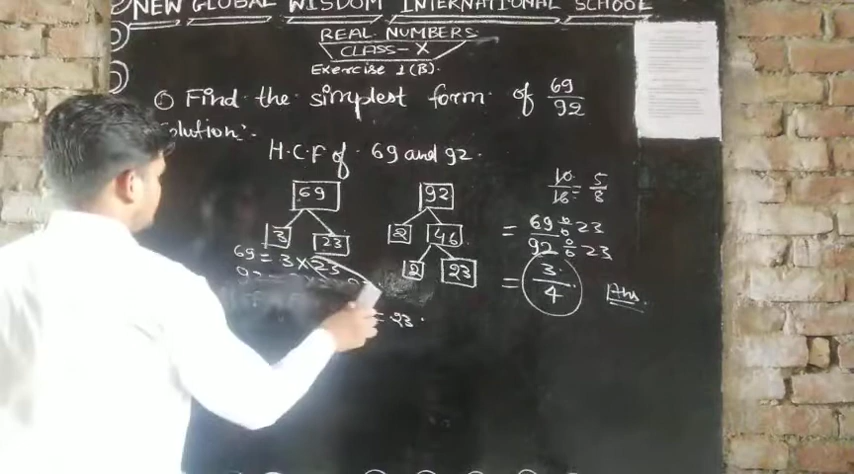 NEW GLOBAL WISDOM INTERNATIONAL SCHOOL
REAL NUMBERS
CLASS-X
Exercise 1(B).
Q Find the simplest form of 69/92
olution:-
H.C.F of 69 and 92.
69
92
3 23
2 46
2 23
69 = 3 × 23
= 23.
10/16 = 5/8
= 69 ÷ 23 / 92 ÷ 23
= 3/4 Ans.